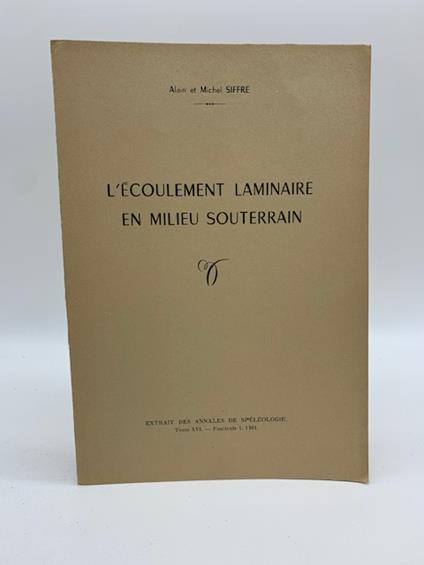 Alain et Michel SIFFRE
L'ÉCOULEMENT LAMINAIRE
EN MILIEU SOUTERRAIN
EXTRAIT DES ANNALES DE SPÉLÉOLOGIE,
Tome XVI. — Fascicule 1, 1961.